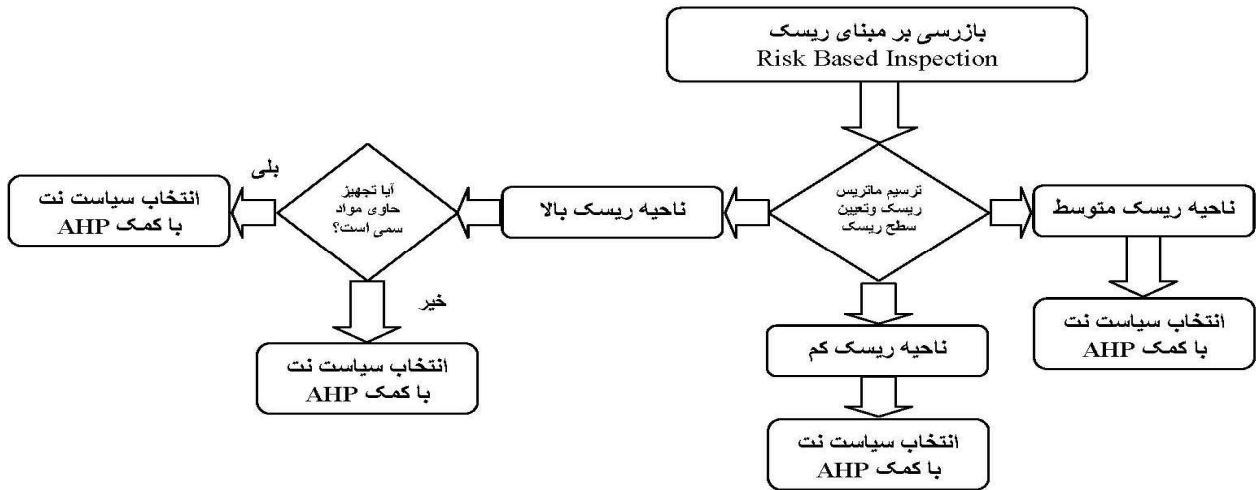 بازرسی بر مبنای ریسک
Risk Based Inspection
ترسیم ماتریس
ریسک وتعیین
سطح ریسک
ناحیه ریسک متوسط
انتخاب سیاست نت
با کمک AHP
ناحیه ریسک کم
انتخاب سیاست نت
با کمک AHP
ناحیه ریسک بالا
آیا تجهیز
حاوی مواد
سمی است؟
بلی
انتخاب سیاست نت
با کمک AHP
خیر
انتخاب سیاست نت
با کمک AHP